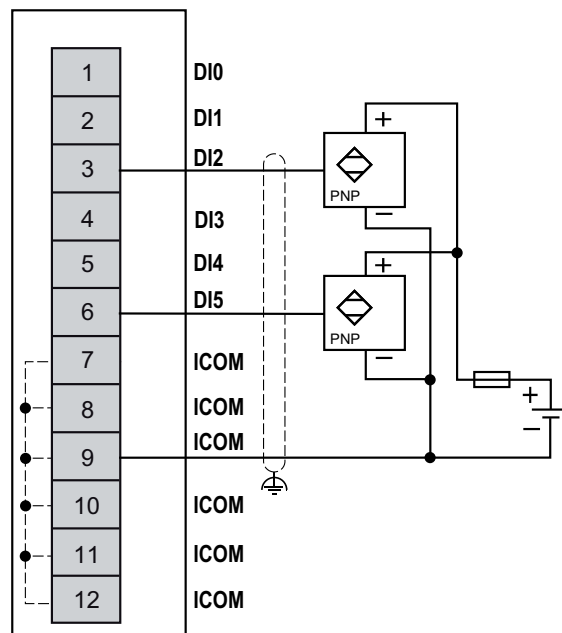 1 DI0
2 DI1
3 DI2
4 DI3
5 DI4
6 DI5
7 ICOM
8 ICOM
9 ICOM
10 ICOM
11 ICOM
12 ICOM
+
PNP
−
+
PNP
−
+
−